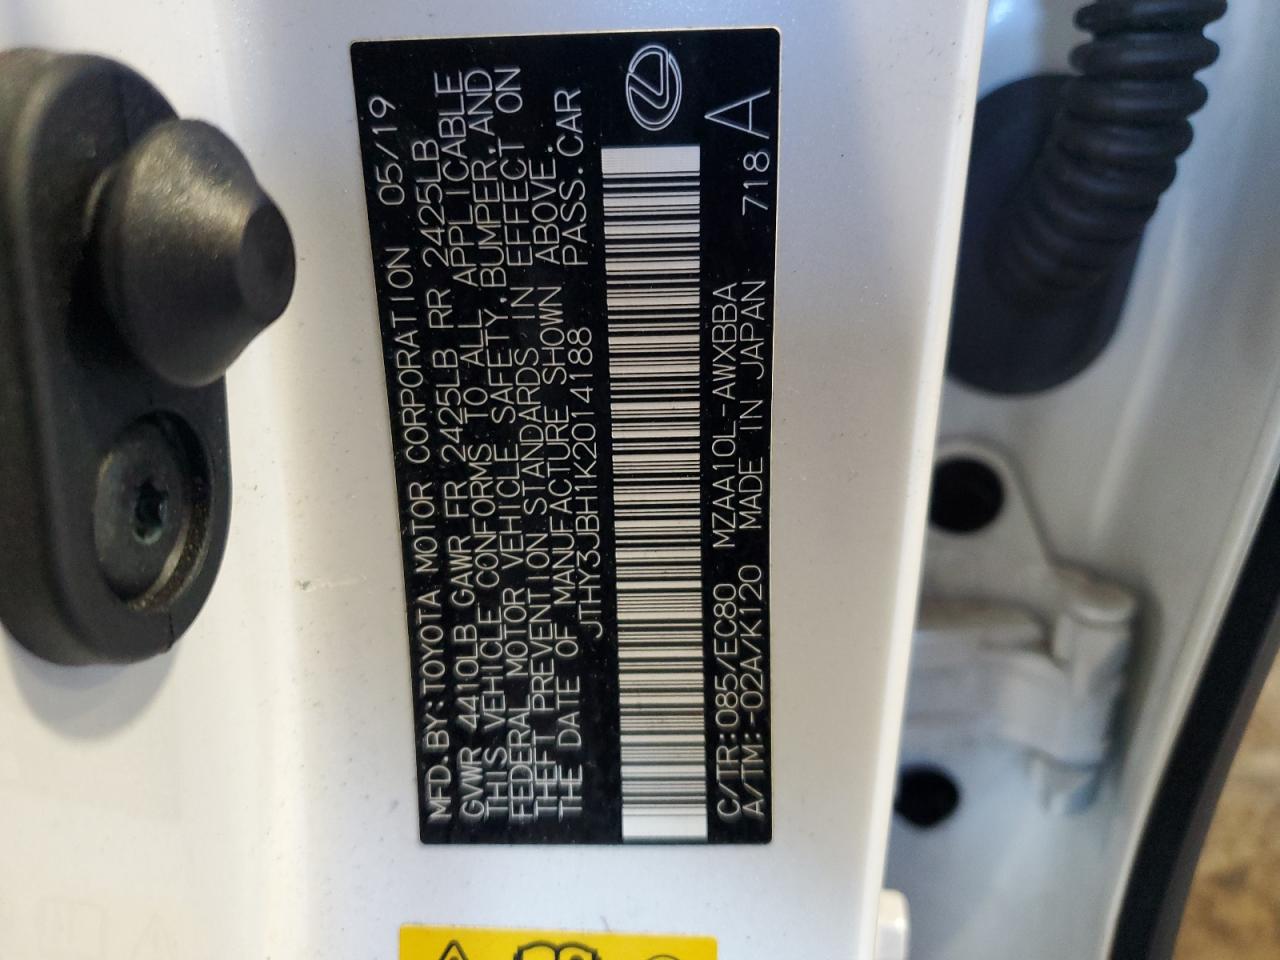 MFD. BY: TOYOTA MOTOR CORPORATION 05/19
GVWR 4410LB GAWR FR 2425LB RR 2425LB
THIS VEHICLE CONFORMS TO ALL APPLICABLE
FEDERAL MOTOR VEHICLE SAFETY, BUMPER, AND
THEFT PREVENTION STANDARDS IN EFFECT ON
THE DATE OF MANUFACTURE SHOWN ABOVE.
JTHY3JBH1K2014188 PASS. CAR
C/TR:085/EC80 MZAA10L-AWXBBA
A/TM:-02A/K120 MADE IN JAPAN 718 A